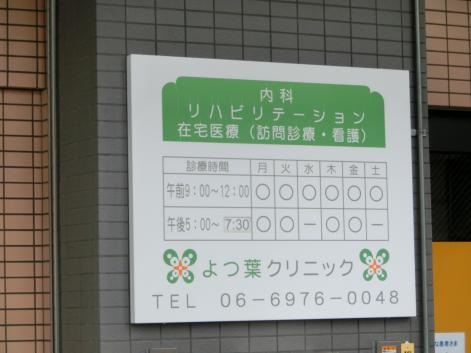 内科
リハビリテーション
在宅医療（訪問診療・看護）
診療時間 月 火 水 木 金 土
午前9：00〜12：00 〇 〇 〇 〇 〇 〇
午後5：00〜 7:30 〇 〇 ー 〇 〇 ー
よつ葉クリニック
TEL 06－6976－0048